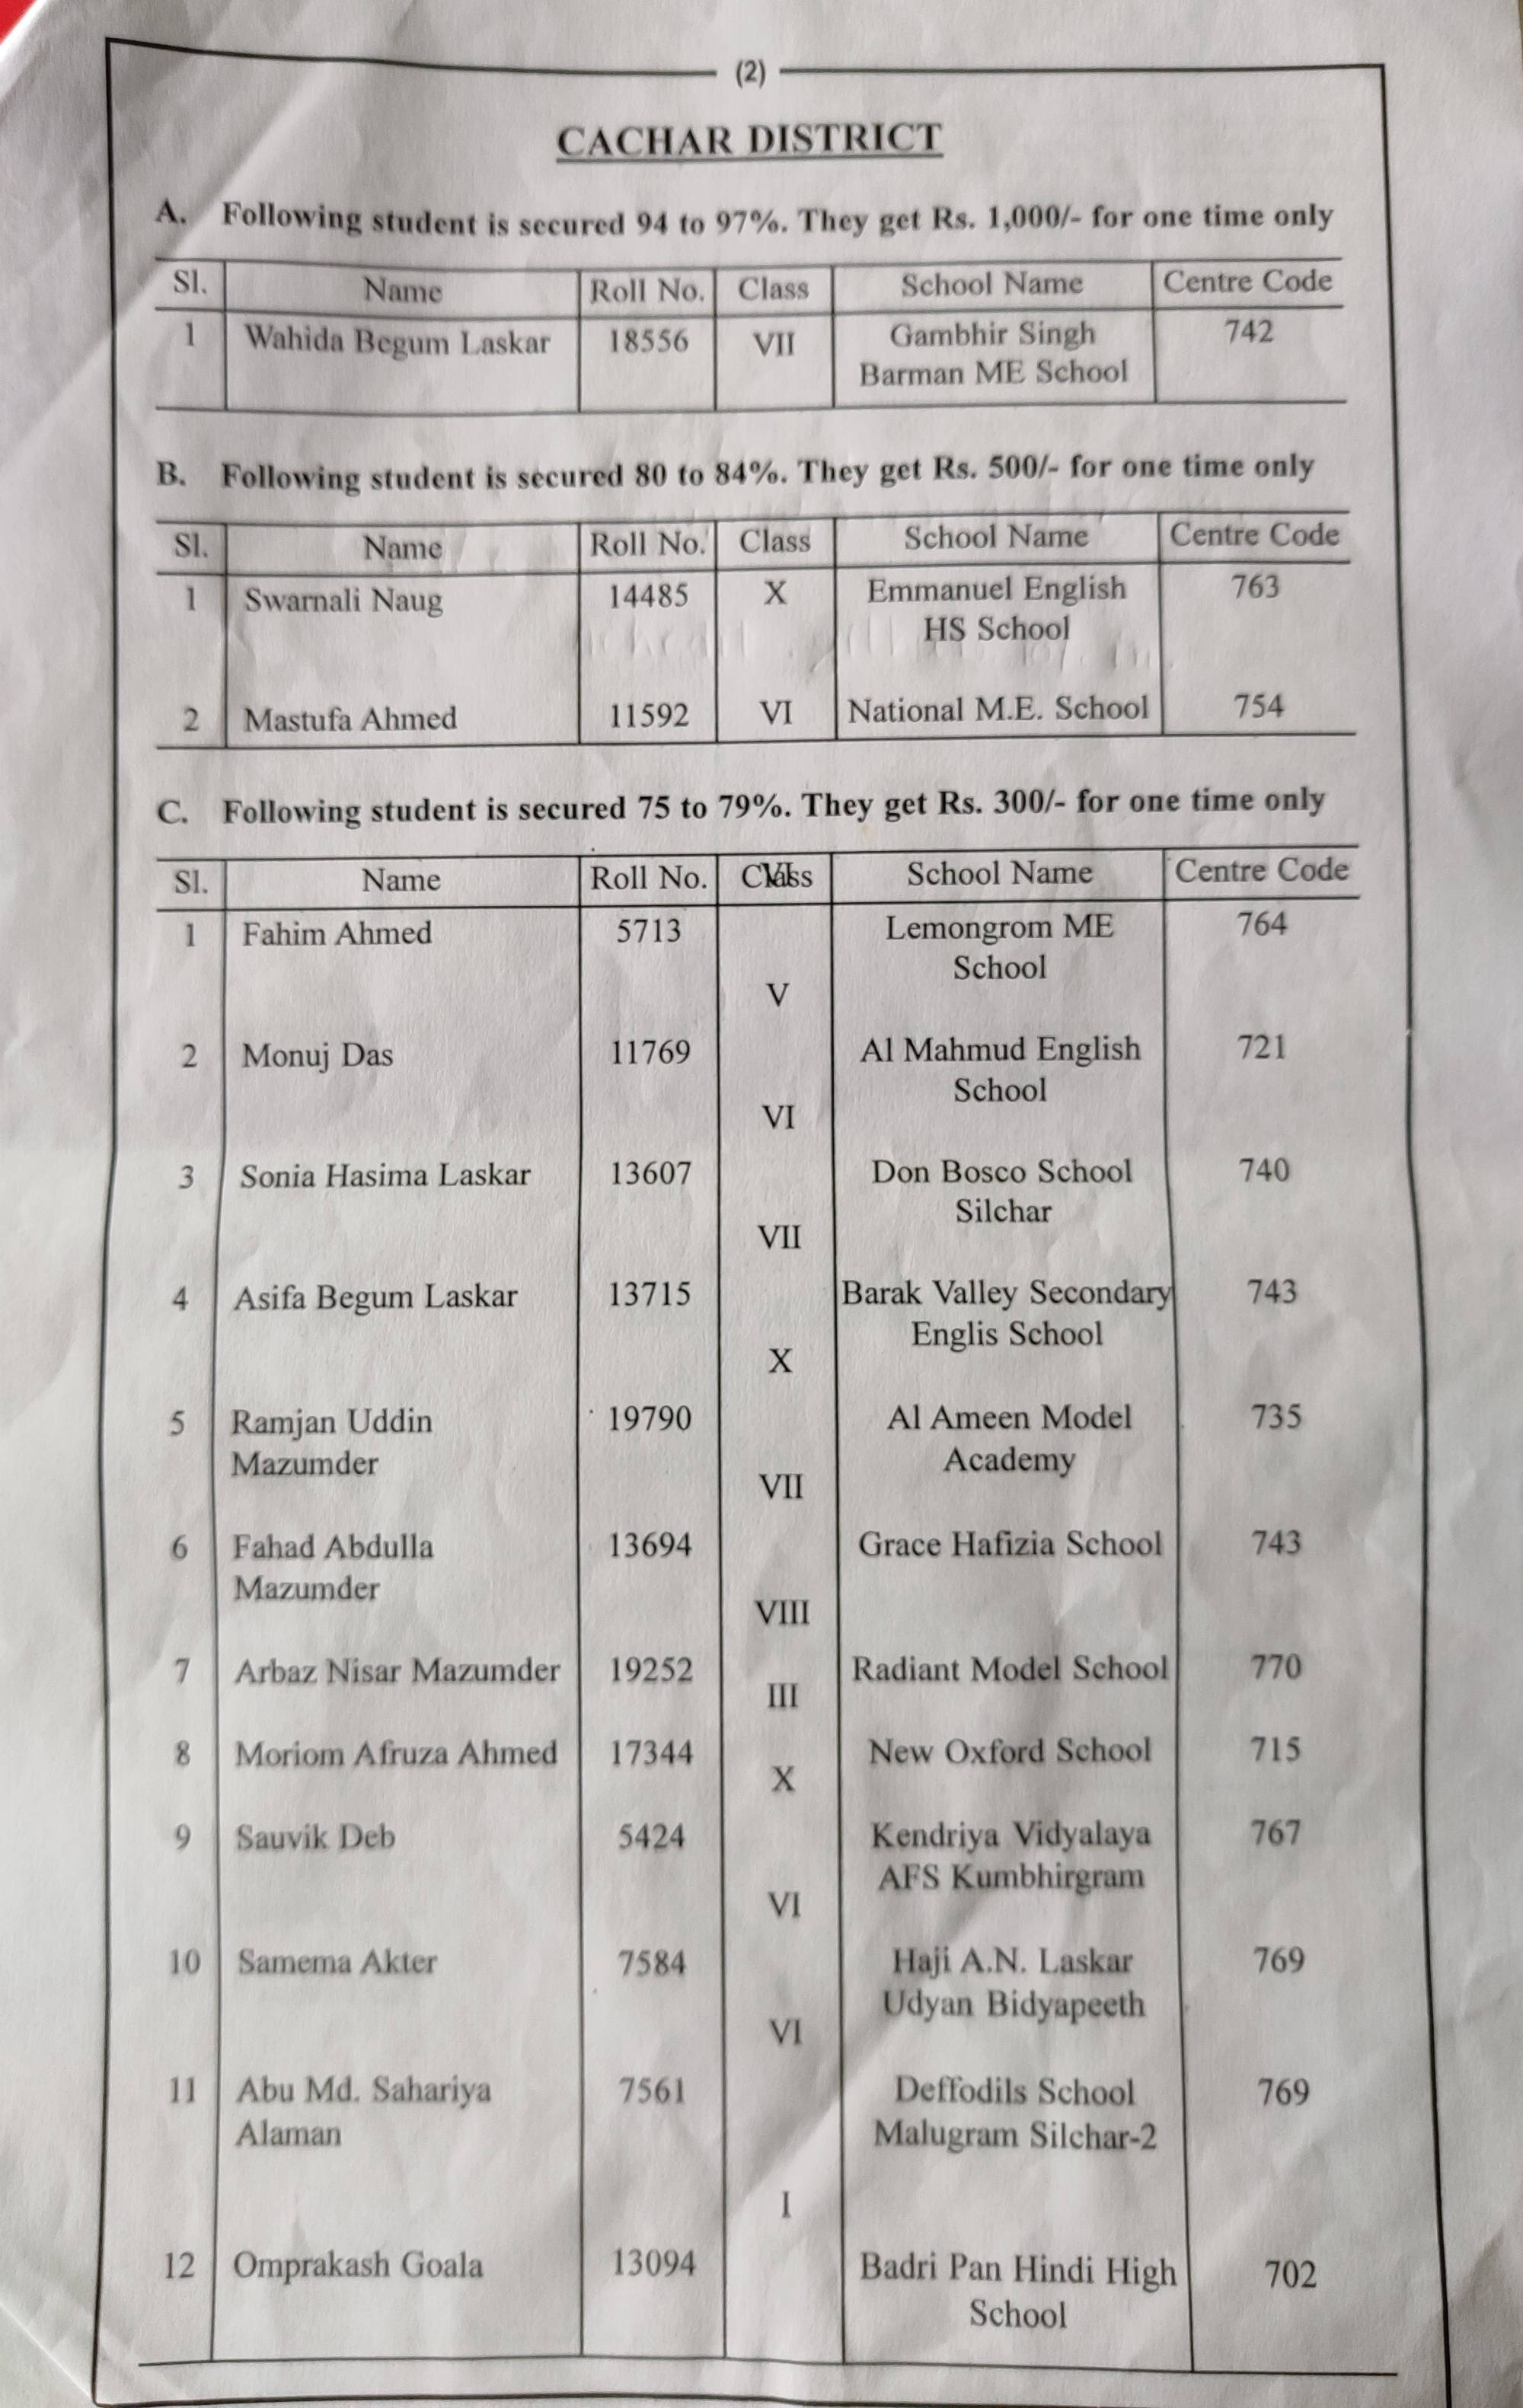 (2)
CACHAR DISTRICT
A. Following student is secured 94 to 97%. They get Rs. 1,000/- for one time only
Sl. Name Roll No. Class School Name Centre Code
1 Wahida Begum Laskar 18556 VII Gambhir Singh 742
Barman ME School
B. Following student is secured 80 to 84%. They get Rs. 500/- for one time only
Sl. Name Roll No. Class School Name Centre Code
1 Swarnali Naug 14485 X Emmanuel English 763
HS School
2 Mastufa Ahmed 11592 VI National M.E. School 754
C. Following student is secured 75 to 79%. They get Rs. 300/- for one time only
Sl. Name Roll No. Class VI School Name Centre Code
1 Fahim Ahmed 5713 Lemongrom ME 764
School
V
2 Monuj Das 11769 Al Mahmud English 721
School
VI
3 Sonia Hasima Laskar 13607 Don Bosco School 740
Silchar
VII
4 Asifa Begum Laskar 13715 Barak Valley Secondary 743
Englis School
X
5 Ramjan Uddin 19790 Al Ameen Model 735
Mazumder Academy
VII
6 Fahad Abdulla 13694 Grace Hafizia School 743
Mazumder
VIII
7 Arbaz Nisar Mazumder 19252 Radiant Model School 770
III
8 Moriom Afruza Ahmed 17344 New Oxford School 715
X
9 Sauvik Deb 5424 Kendriya Vidyalaya 767
AFS Kumbhirgram
VI
10 Samema Akter 7584 Haji A.N. Laskar 769
Udyan Bidyapeeth
VI
11 Abu Md. Sahariya 7561 Deffodils School 769
Alaman Malugram Silchar-2
I
12 Omprakash Goala 13094 Badri Pan Hindi High 702
School